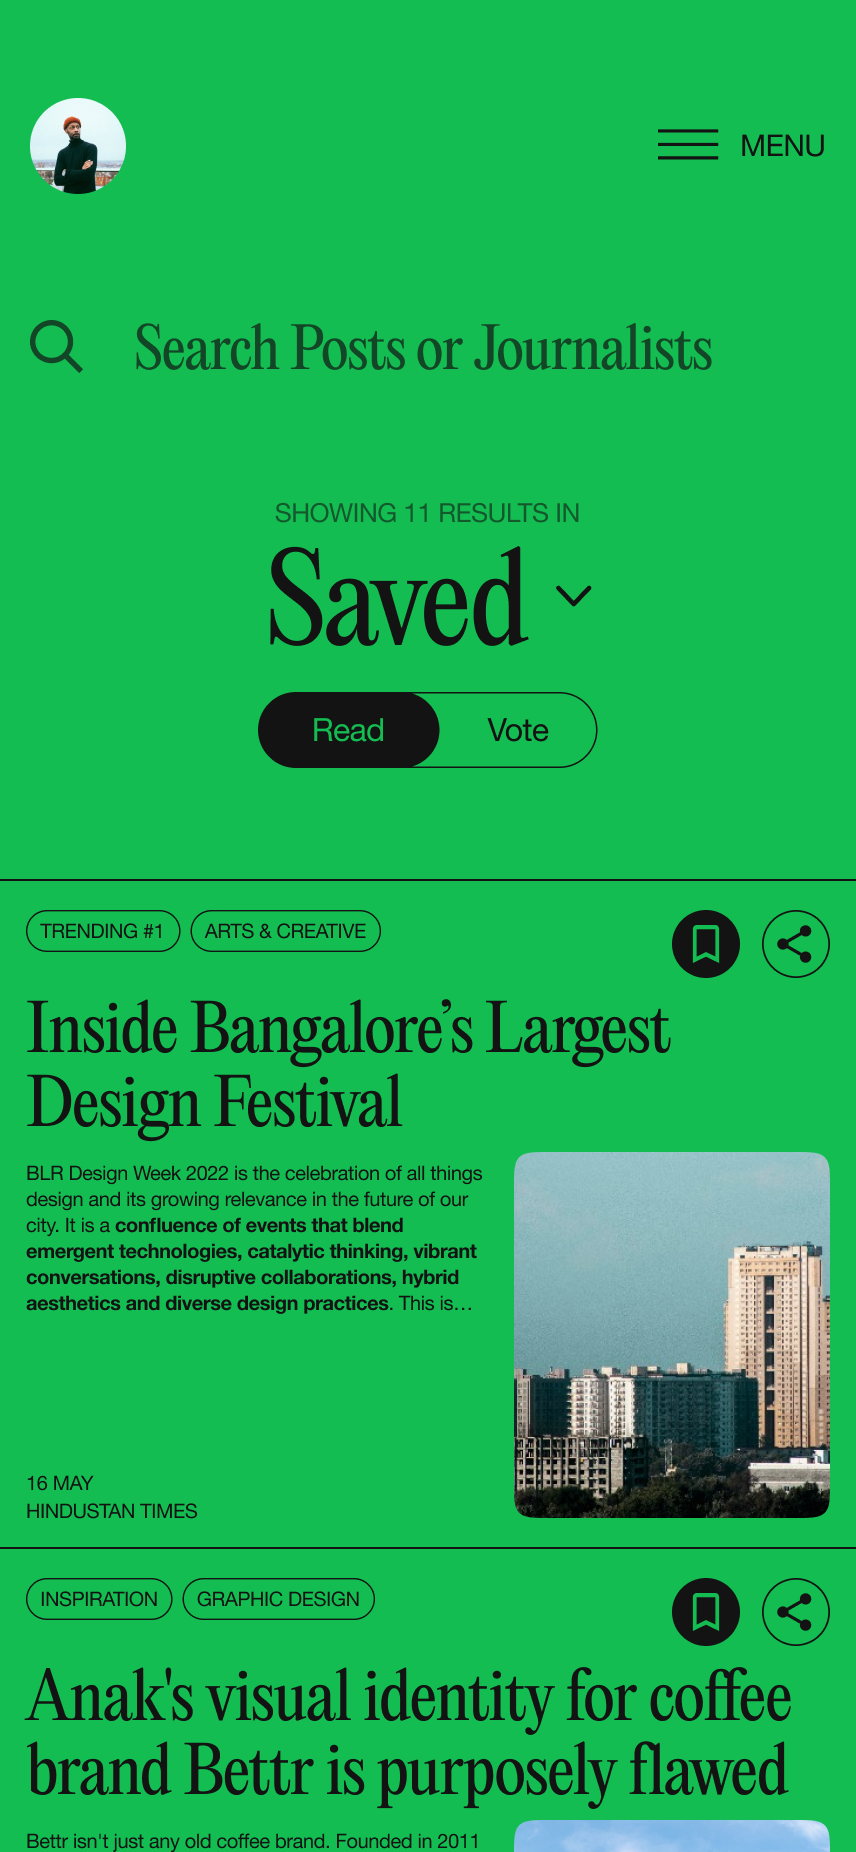 MENU
Search Posts or Journalists
SHOWING 11 RESULTS IN
Saved
Read
Vote
TRENDING #1
ARTS & CREATIVE
Inside Bangalore’s Largest
Design Festival
BLR Design Week 2022 is the celebration of all things
design and its growing relevance in the future of our
city. It is a confluence of events that blend
emergent technologies, catalytic thinking, vibrant
conversations, disruptive collaborations, hybrid
aesthetics and diverse design practices. This is…
16 MAY
HINDUSTAN TIMES
INSPIRATION
GRAPHIC DESIGN
Anak's visual identity for coffee
brand Bettr is purposely flawed
Bettr isn't just any old coffee brand. Founded in 2011